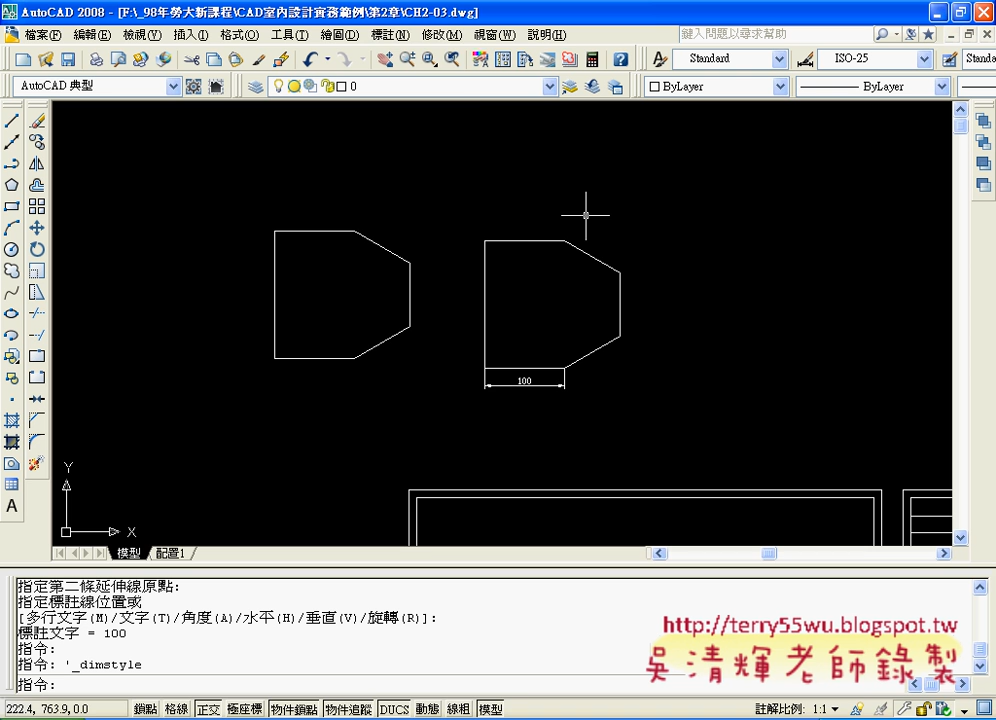 AutoCAD 2008 - [F:\_98年勞大新課程\CAD室內設計實務範例\第2章\CH2-03.dwg]
檔案(F) 編輯(E) 檢視(V) 插入(I) 格式(O) 工具(T) 繪圖(D) 標註(N) 修改(M) 視窗(W) 說明(H) 鍵入問題以尋求幫助
Standard ISO-25 Standa
AutoCAD 典型 0 ByLayer ByLayer
100
Y
X
模型 配置1
指定第二條延伸線原點:
指定標註線位置或
[多行文字(M)/文字(T)/角度(A)/水平(H)/垂直(V)/旋轉(R)]:
標註文字 = 100
指令:
指令: '_dimstyle
指令:
http://terry55wu.blogspot.tw
吳清輝老師錄製
222.4, 763.9, 0.0 鎖點 格線 正交 極座標 物件鎖點 物件追蹤 DUCS 動態 線粗 模型 註解比例: 1:1